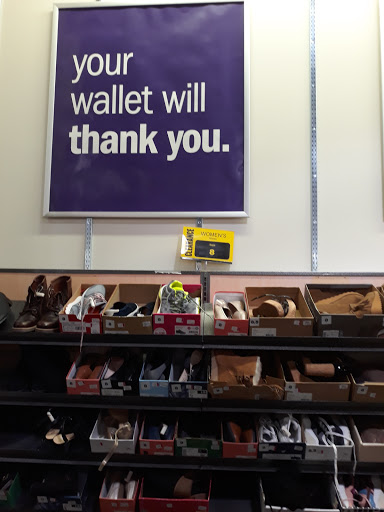 your
wallet will
thank you.
CLEARANCE
WOMEN'S
8